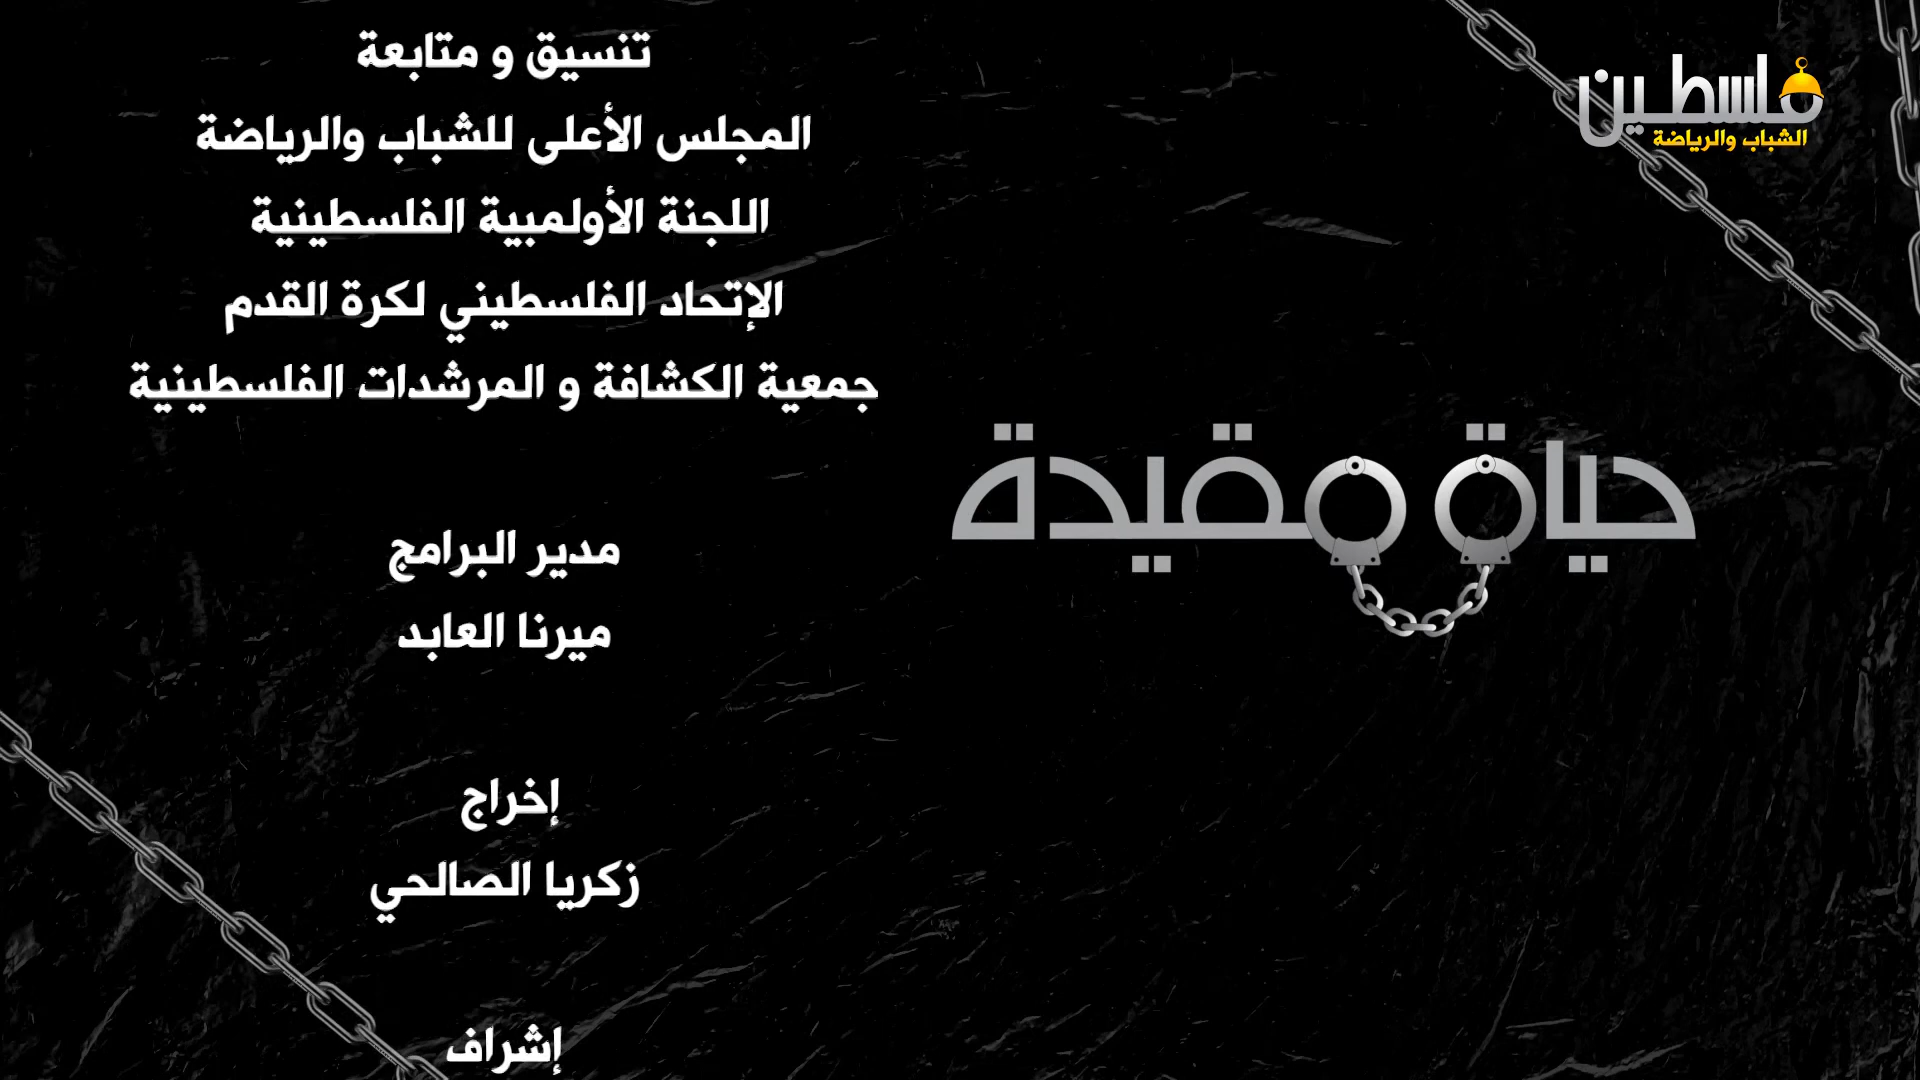 فلسطين
الشباب والرياضة
حياة مقيدة
تنسيق و متابعة
المجلس الأعلى للشباب والرياضة
اللجنة الأولمبية الفلسطينية
الإتحاد الفلسطيني لكرة القدم
جمعية الكشافة و المرشدات الفلسطينية
مدير البرامج
ميرنا العابد
إخراج
زكريا الصالحي
إشراف